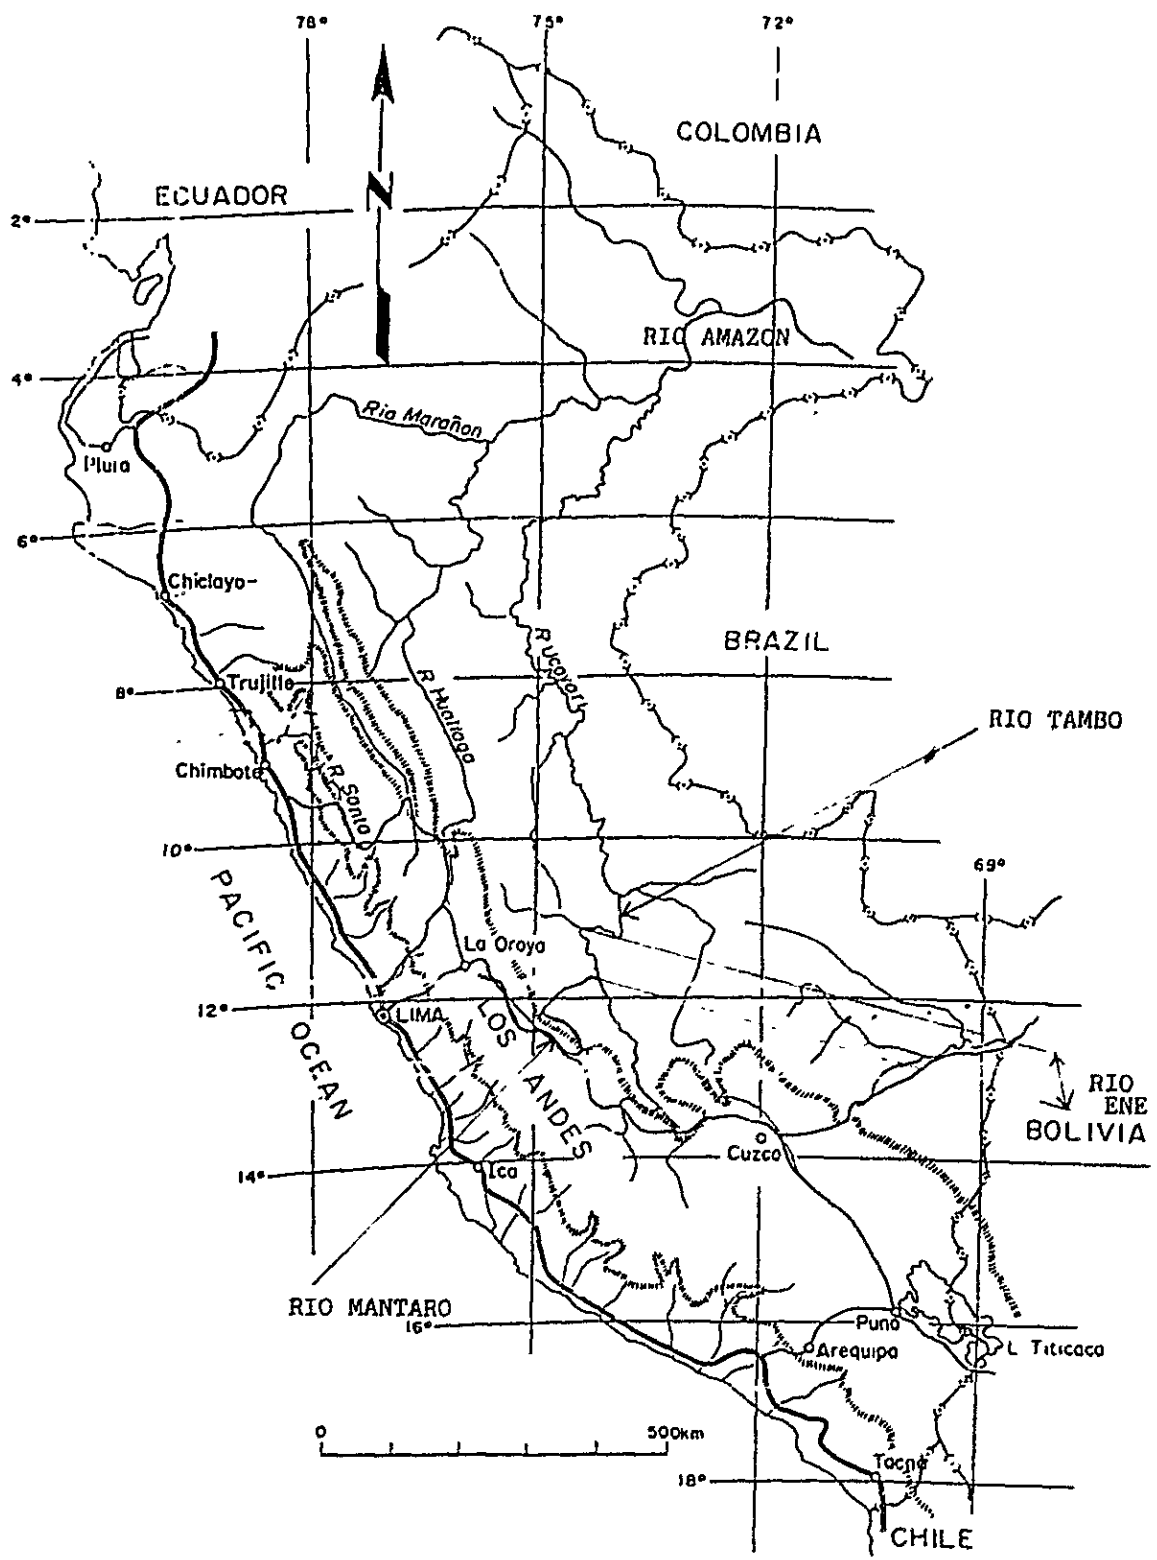 78°
75°
72°
COLOMBIA
N
ECUADOR
2°
RIO AMAZON
4°
Rio Marañon
Piura
6°
Chiclayo
BRAZIL
R Ucayali
8°
Trujillo
R Huallaga
RIO TAMBO
Chimbote
R Santa
10°
69°
PACIFIC OCEAN
La Oroya
12°
LIMA
LOS ANDES
RIO
ENE
BOLIVIA
Cuzco
14°
Ica
RIO MANTARO
16°
Puno
Arequipa
L Titicaca
0
500km
Tacna
18°
CHILE